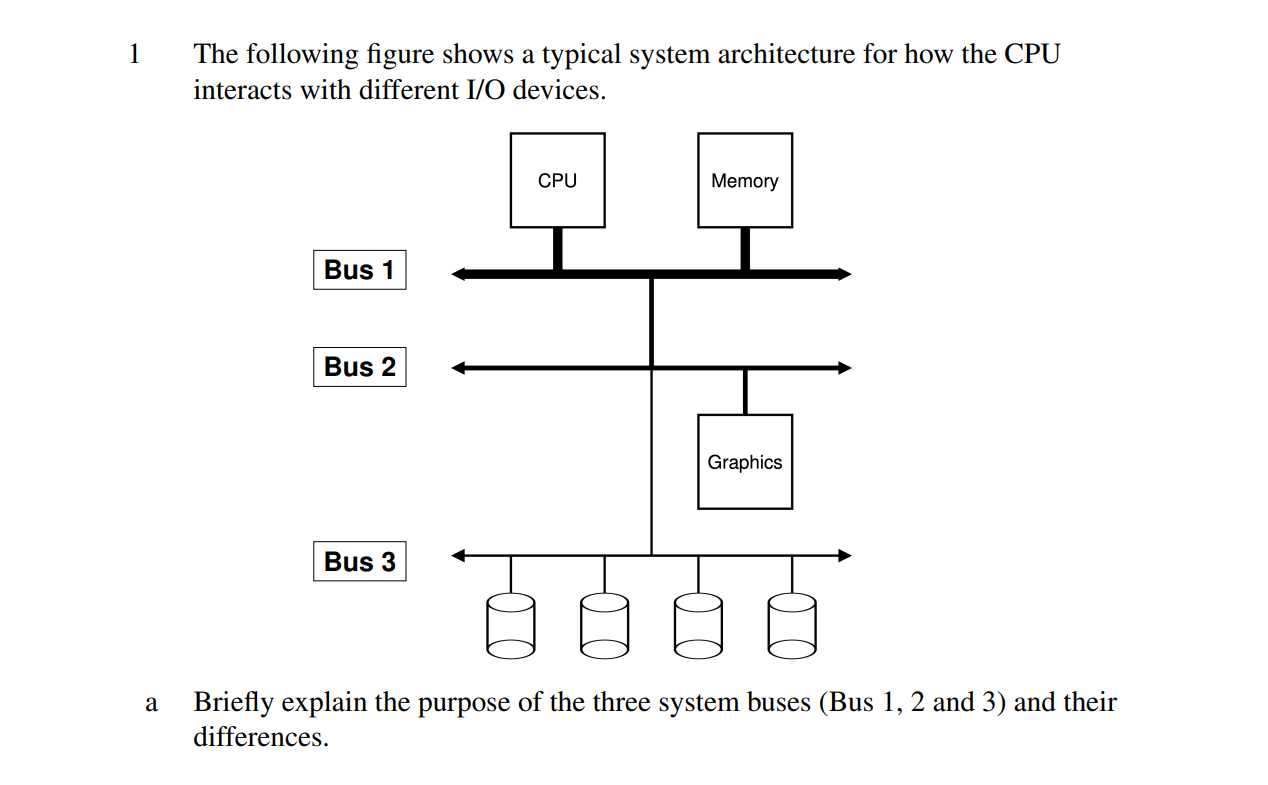 1 The following figure shows a typical system architecture for how the CPU
interacts with different I/O devices.
CPU
Memory
Bus 1
Bus 2
Graphics
Bus 3
a Briefly explain the purpose of the three system buses (Bus 1, 2 and 3) and their
differences.